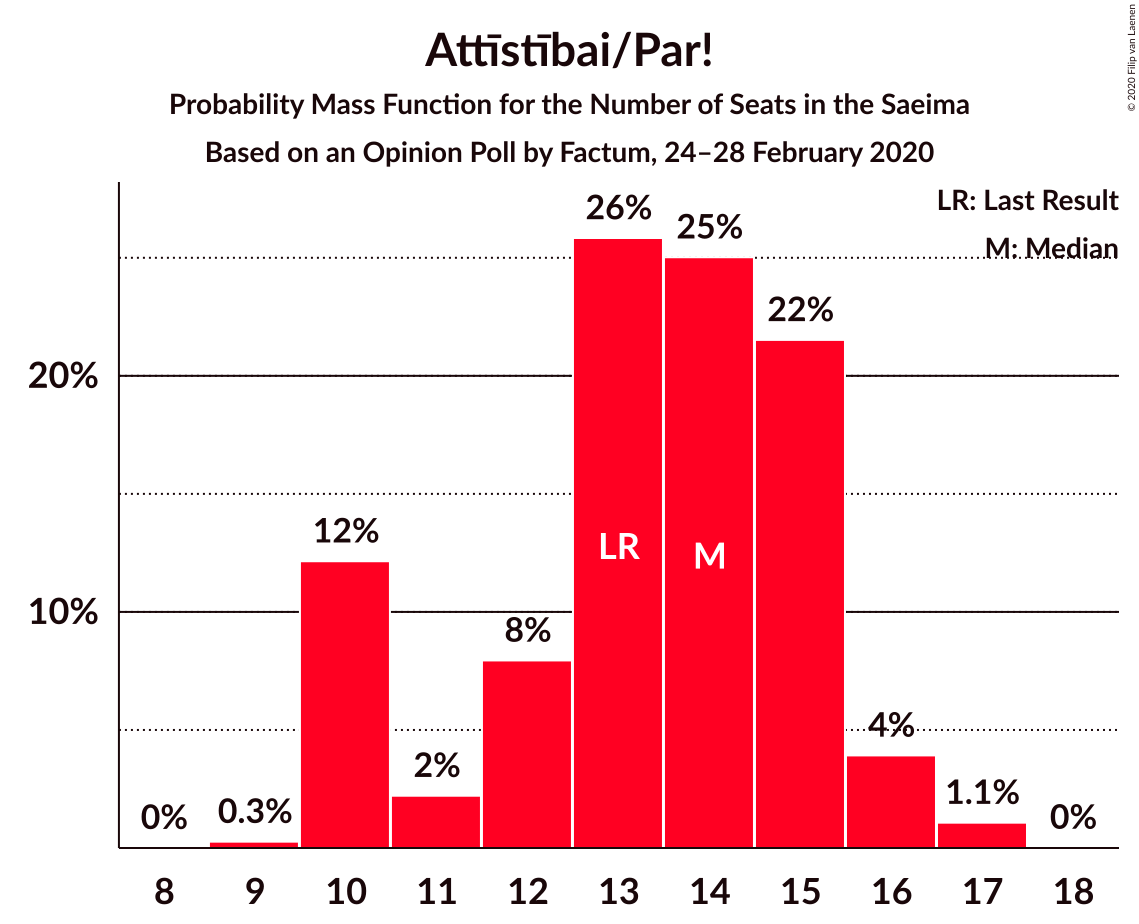 Attīstībai/Par!
Probability Mass Function for the Number of Seats in the Saeima
Based on an Opinion Poll by Factum, 24–28 February 2020
© 2020 Filip van Laenen
LR: Last Result
M: Median
20%
10%
0%
0.3%
12%
2%
8%
26%
25%
22%
4%
1.1%
0%
LR
M
8 9 10 11 12 13 14 15 16 17 18